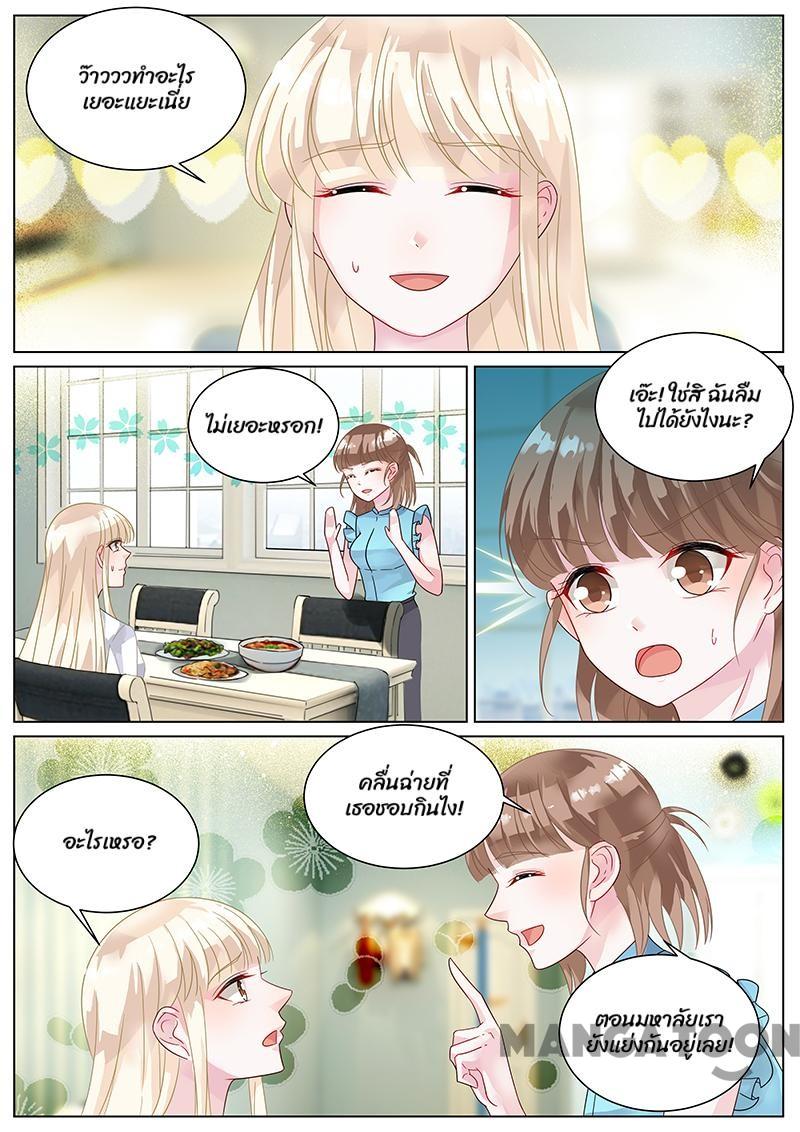 ว๊าวววทำอะไร
เยอะแยะเนี่ย
ไม่เยอะหรอก!
เอ๊ะ! ใช่สิ ฉันลืม
ไปได้ยังไงนะ?
คลื่นฉ่ายที่
เธอชอบกินไง!
อะไรเหรอ?
ตอนมหาลัยเรา
ยังแย่งกันอยู่เลย!
MANGATOON